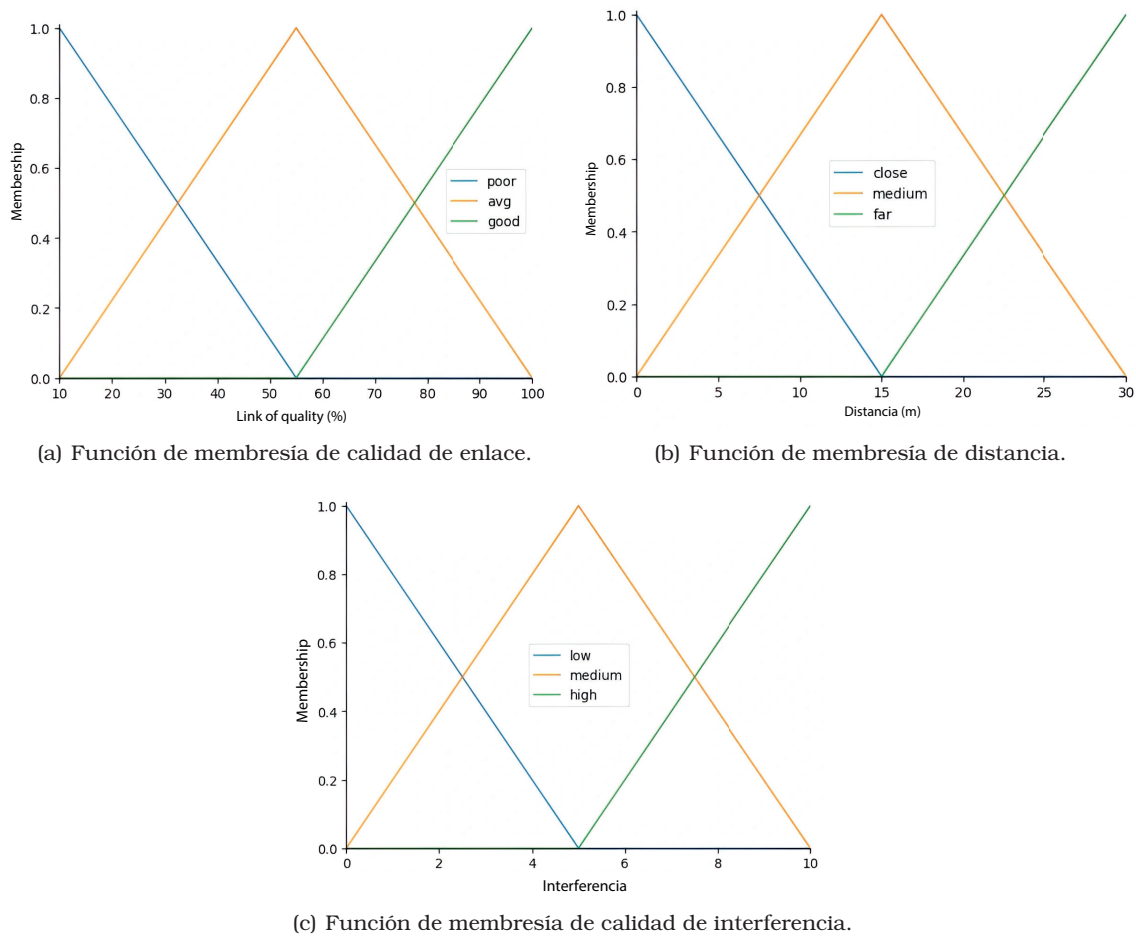 1.0
0.8
0.6
0.4
0.2
0.0
Membership
poor
avg
good
10 20 30 40 50 60 70 80 90 100
Link of quality (%)
(a) Función de membresía de calidad de enlace.
1.0
0.8
0.6
0.4
0.2
0.0
Membership
close
medium
far
0 5 10 15 20 25 30
Distancia (m)
(b) Función de membresía de distancia.
1.0
0.8
0.6
0.4
0.2
0.0
Membership
low
medium
high
0 2 4 6 8 10
Interferencia
(c) Función de membresía de calidad de interferencia.